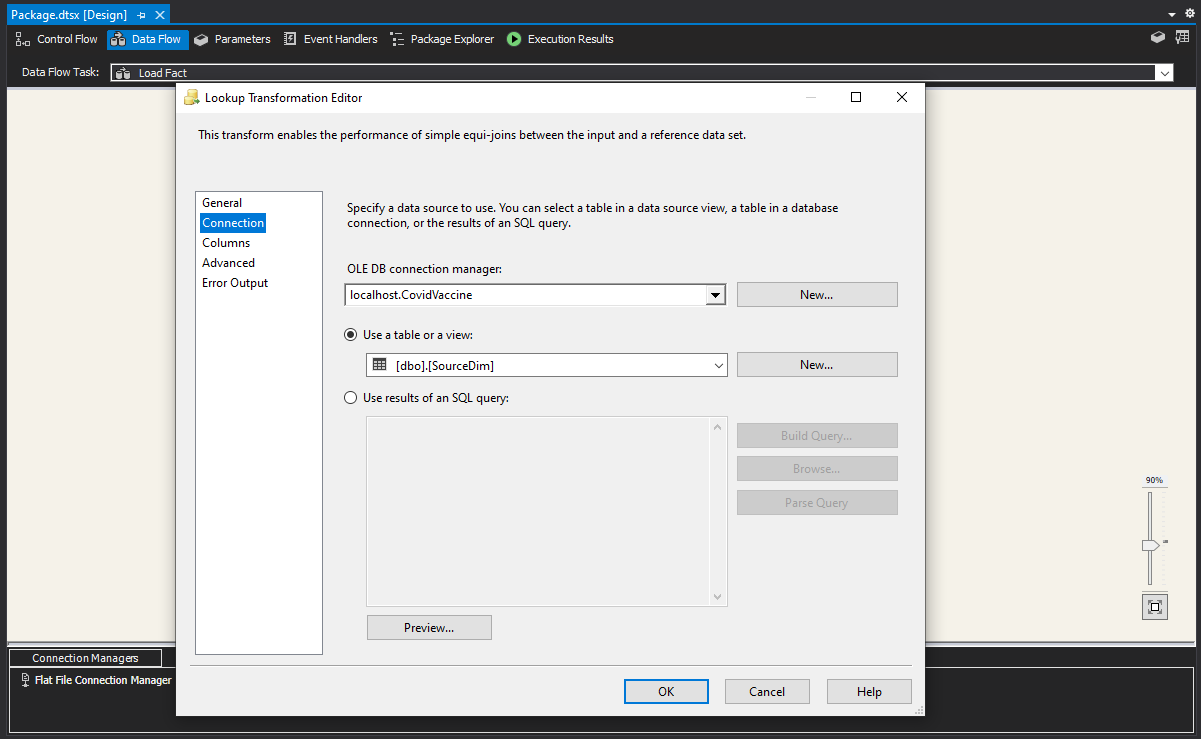 Package.dtsx [Design]
Control Flow Data Flow Parameters Event Handlers Package Explorer Execution Results
Data Flow Task: Load Fact
Lookup Transformation Editor
This transform enables the performance of simple equi-joins between the input and a reference data set.
General
Connection
Columns
Advanced
Error Output
Specify a data source to use. You can select a table in a data source view, a table in a database
connection, or the results of an SQL query.
OLE DB connection manager:
localhost.CovidVaccine New...
Use a table or a view:
[dbo].[SourceDim] New...
Use results of an SQL query:
Build Query...
Browse...
Parse Query
Preview...
OK Cancel Help
90%
Connection Managers
Flat File Connection Manager